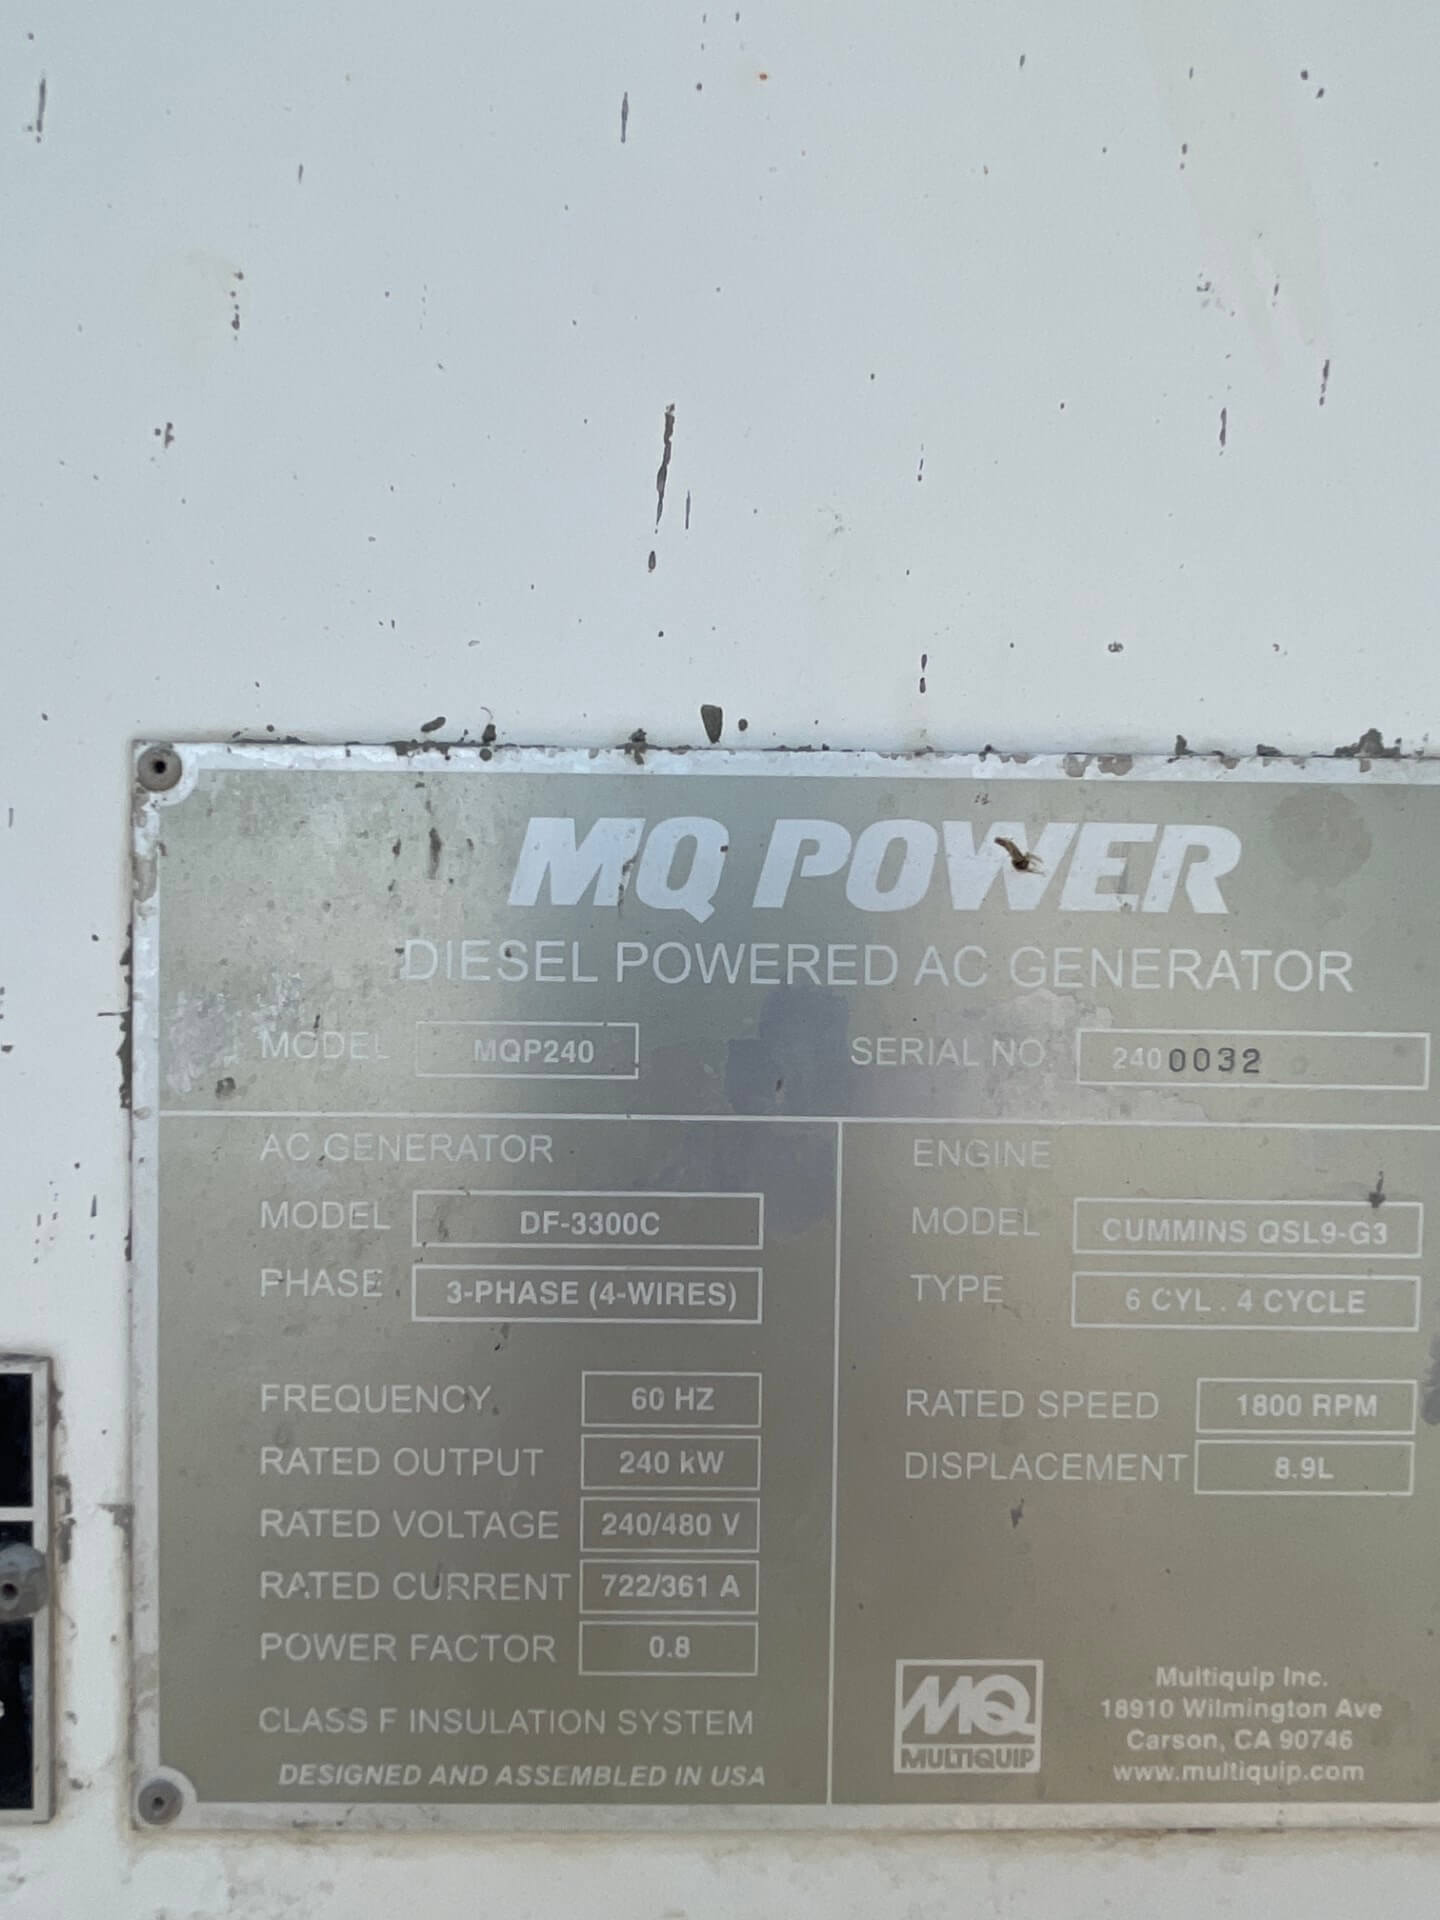 MQ POWER
DIESEL POWERED AC GENERATOR
MODEL MQP240 SERIAL NO. 2400032
AC GENERATOR
MODEL DF-3300C
PHASE 3-PHASE (4-WIRES)
FREQUENCY 60 HZ
RATED OUTPUT 240 kW
RATED VOLTAGE 240/480 V
RATED CURRENT 722/361 A
POWER FACTOR 0.8
CLASS F INSULATION SYSTEM
DESIGNED AND ASSEMBLED IN USA
ENGINE
MODEL CUMMINS QSL9-G3
TYPE 6 CYL. 4 CYCLE
RATED SPEED 1800 RPM
DISPLACEMENT 8.9L
MQ
MULTIQUIP
Multiquip Inc.
18910 Wilmington Ave
Carson, CA 90746
www.multiquip.com